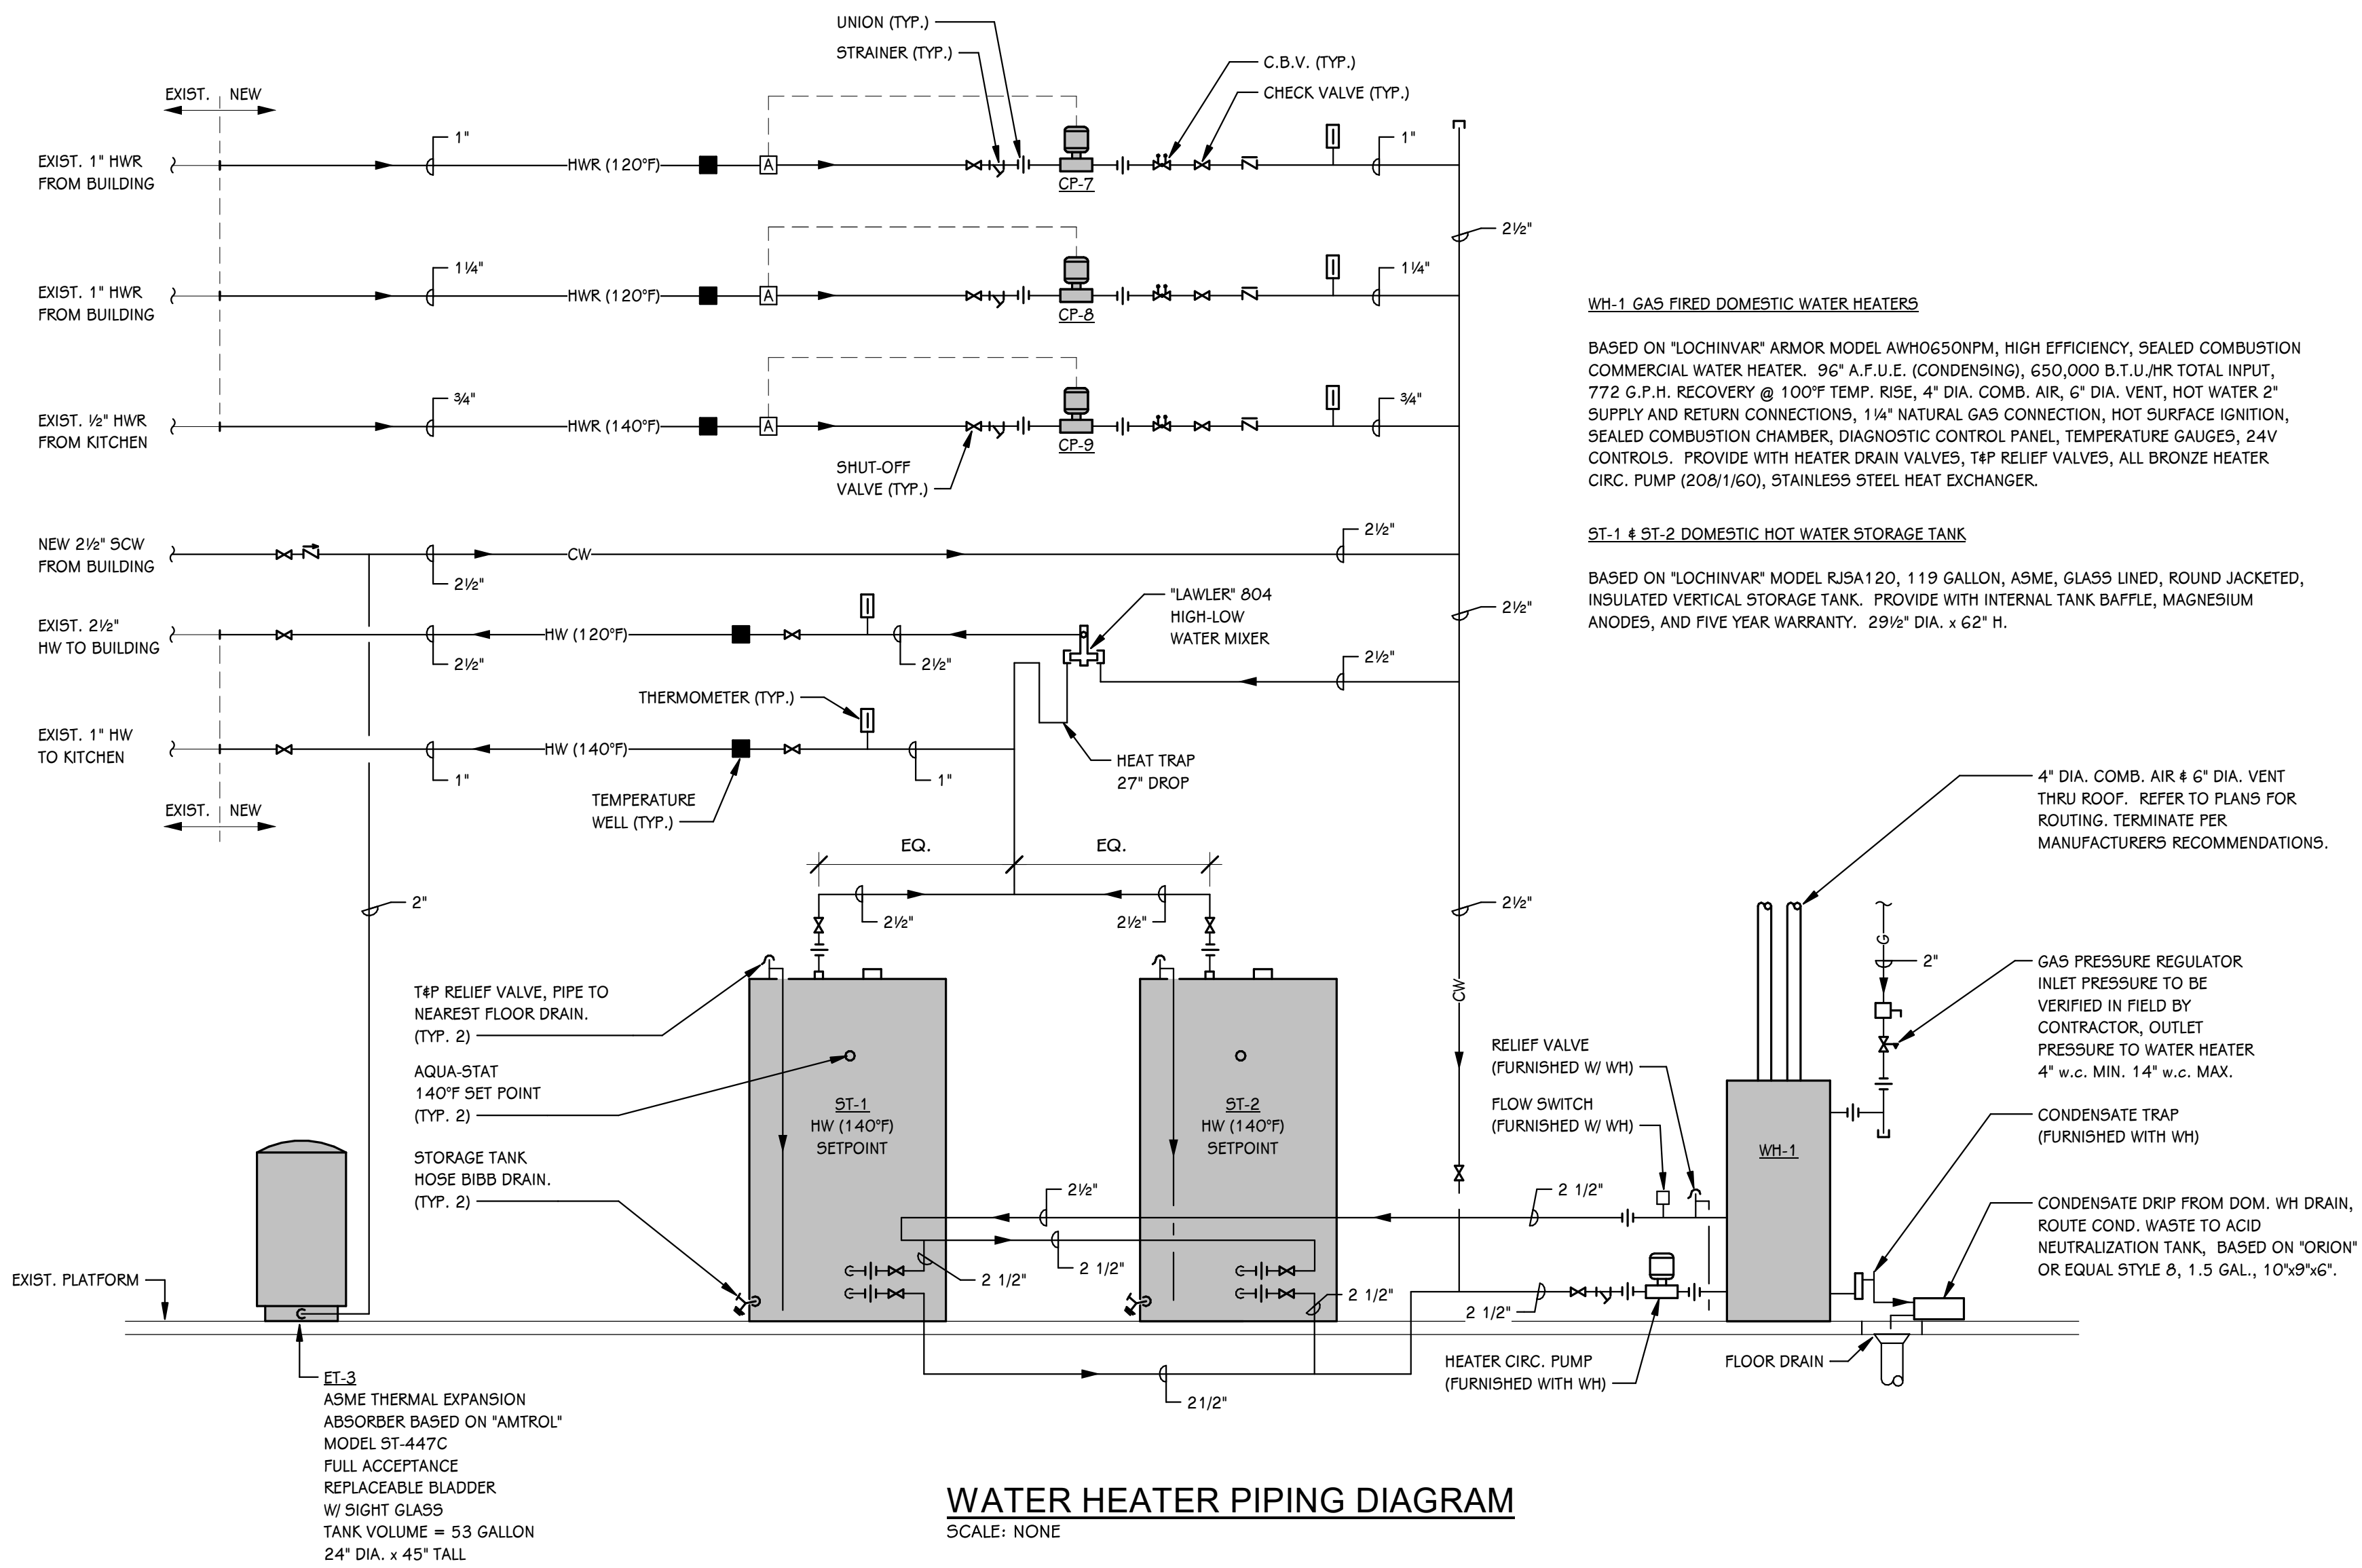 UNION (TYP.)
STRAINER (TYP.)
C.B.V. (TYP.)
CHECK VALVE (TYP.)
EXIST. NEW
EXIST. 1" HWR
FROM BUILDING
1"
HWR (120°F)
A
CP-7
1"
2½"
EXIST. 1" HWR
FROM BUILDING
1¼"
HWR (120°F)
A
CP-8
1¼"
EXIST. ½" HWR
FROM KITCHEN
¾"
HWR (140°F)
A
CP-9
¾"
SHUT-OFF
VALVE (TYP.)
WH-1 GAS FIRED DOMESTIC WATER HEATERS
BASED ON "LOCHINVAR" ARMOR MODEL AWH0650NPM, HIGH EFFICIENCY, SEALED COMBUSTION
COMMERCIAL WATER HEATER. 96" A.F.U.E. (CONDENSING), 650,000 B.T.U./HR TOTAL INPUT,
772 G.P.H. RECOVERY @ 100°F TEMP. RISE, 4" DIA. COMB. AIR, 6" DIA. VENT, HOT WATER 2"
SUPPLY AND RETURN CONNECTIONS, 1¼" NATURAL GAS CONNECTION, HOT SURFACE IGNITION,
SEALED COMBUSTION CHAMBER, DIAGNOSTIC CONTROL PANEL, TEMPERATURE GAUGES, 24V
CONTROLS. PROVIDE WITH HEATER DRAIN VALVES, T&P RELIEF VALVES, ALL BRONZE HEATER
CIRC. PUMP (208/1/60), STAINLESS STEEL HEAT EXCHANGER.
ST-1 & ST-2 DOMESTIC HOT WATER STORAGE TANK
BASED ON "LOCHINVAR" MODEL RJSA120, 119 GALLON, ASME, GLASS LINED, ROUND JACKETED,
INSULATED VERTICAL STORAGE TANK. PROVIDE WITH INTERNAL TANK BAFFLE, MAGNESIUM
ANODES, AND FIVE YEAR WARRANTY. 29½" DIA. x 62" H.
NEW 2½" SCW
FROM BUILDING
2½"
CW
2½"
2½"
EXIST. 2½"
HW TO BUILDING
2½"
HW (120°F)
2½"
"LAWLER" 804
HIGH-LOW
WATER MIXER
2½"
THERMOMETER (TYP.)
EXIST. 1" HW
TO KITCHEN
1"
HW (140°F)
1"
HEAT TRAP
27" DROP
TEMPERATURE
WELL (TYP.)
EXIST. NEW
EQ. EQ.
2"
2½"
2½"
2½"
CW
4" DIA. COMB. AIR & 6" DIA. VENT
THRU ROOF. REFER TO PLANS FOR
ROUTING. TERMINATE PER
MANUFACTURERS RECOMMENDATIONS.
G
2"
GAS PRESSURE REGULATOR
INLET PRESSURE TO BE
VERIFIED IN FIELD BY
CONTRACTOR, OUTLET
PRESSURE TO WATER HEATER
4" w.c. MIN. 14" w.c. MAX.
T&P RELIEF VALVE, PIPE TO
NEAREST FLOOR DRAIN.
(TYP. 2)
AQUA-STAT
140°F SET POINT
(TYP. 2)
STORAGE TANK
HOSE BIBB DRAIN.
(TYP. 2)
ST-1
HW (140°F)
SETPOINT
ST-2
HW (140°F)
SETPOINT
RELIEF VALVE
(FURNISHED W/ WH)
FLOW SWITCH
(FURNISHED W/ WH)
WH-1
CONDENSATE TRAP
(FURNISHED WITH WH)
CONDENSATE DRIP FROM DOM. WH DRAIN,
ROUTE COND. WASTE TO ACID
NEUTRALIZATION TANK, BASED ON "ORION"
OR EQUAL STYLE 8, 1.5 GAL., 10"x9"x6".
2½"
2 1/2"
2 1/2"
2 1/2"
2 1/2"
2 1/2"
21/2"
EXIST. PLATFORM
HEATER CIRC. PUMP
(FURNISHED WITH WH)
FLOOR DRAIN
ET-3
ASME THERMAL EXPANSION
ABSORBER BASED ON "AMTROL"
MODEL ST-447C
FULL ACCEPTANCE
REPLACEABLE BLADDER
W/ SIGHT GLASS
TANK VOLUME = 53 GALLON
24" DIA. x 45" TALL
WATER HEATER PIPING DIAGRAM
SCALE: NONE